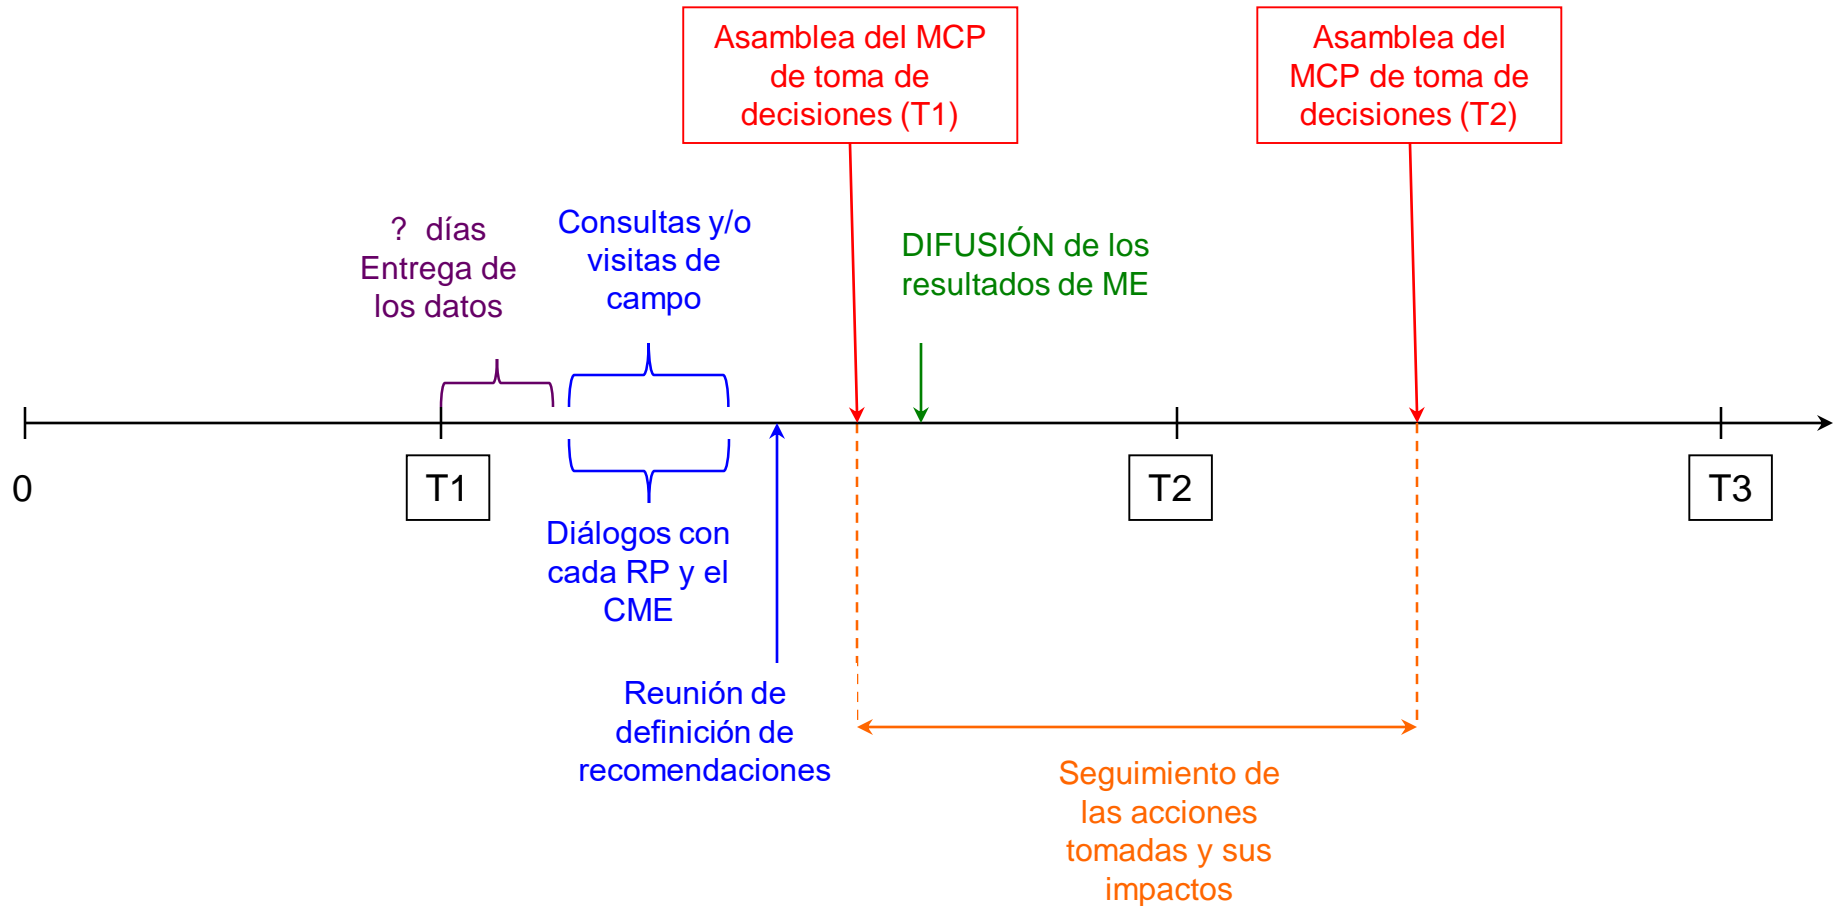 Asamblea del MCP
de toma de
decisiones (T1)
Asamblea del
MCP de toma de
decisiones (T2)
? días
Entrega de
los datos
Consultas y/o
visitas de
campo
DIFUSIÓN de los
resultados de ME
0
T1
T2
T3
Diálogos con
cada RP y el
CME
Reunión de
definición de
recomendaciones
Seguimiento de
las acciones
tomadas y sus
impactos